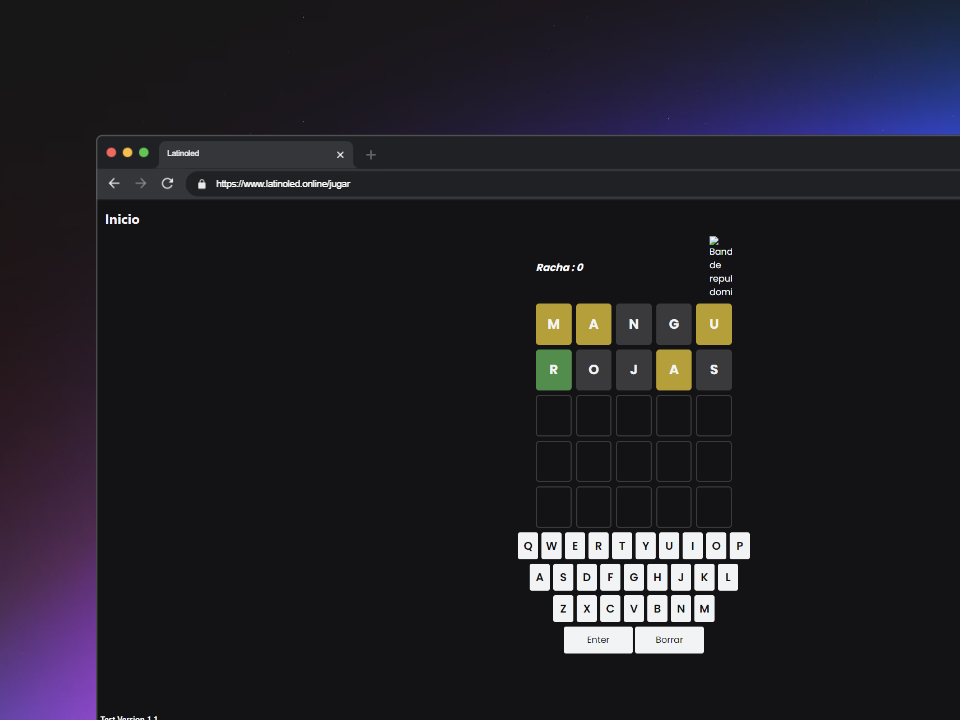 Latinoled
https://www.latinoled.online/jugar
Inicio
Racha : 0
Band
de
repul
domi
M A N G U
R O J A S
Q W E R T Y U I O P
A S D F G H J K L
Z X C V B N M
Enter Borrar
Test Version 1.1